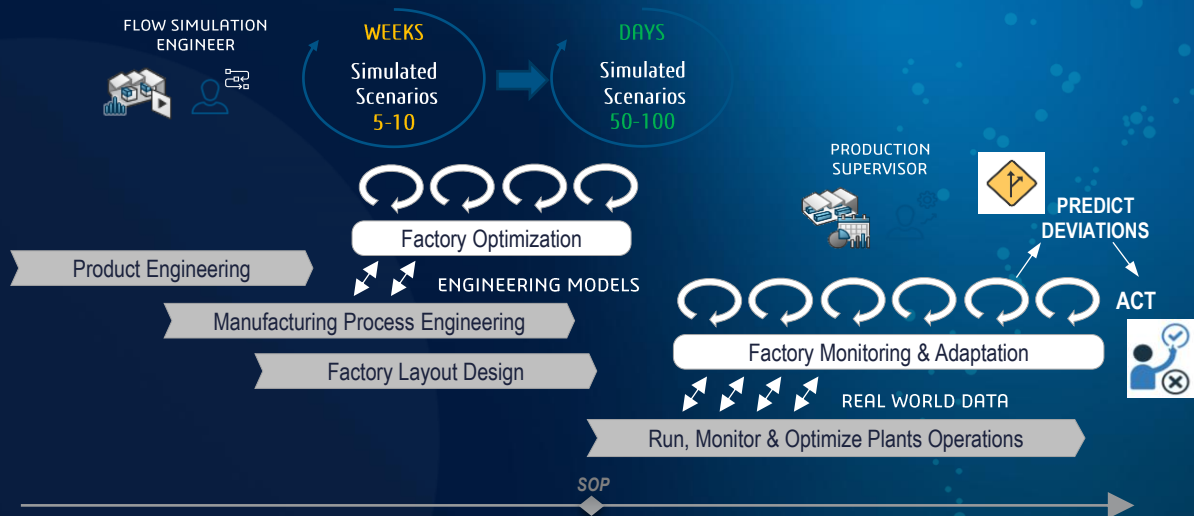 FLOW SIMULATION
ENGINEER
WEEKS
Simulated
Scenarios
5-10
DAYS
Simulated
Scenarios
50-100
PRODUCTION
SUPERVISOR
PREDICT
DEVIATIONS
ACT
Factory Optimization
Product Engineering
ENGINEERING MODELS
Manufacturing Process Engineering
Factory Layout Design
Factory Monitoring & Adaptation
REAL WORLD DATA
Run, Monitor & Optimize Plants Operations
SOP